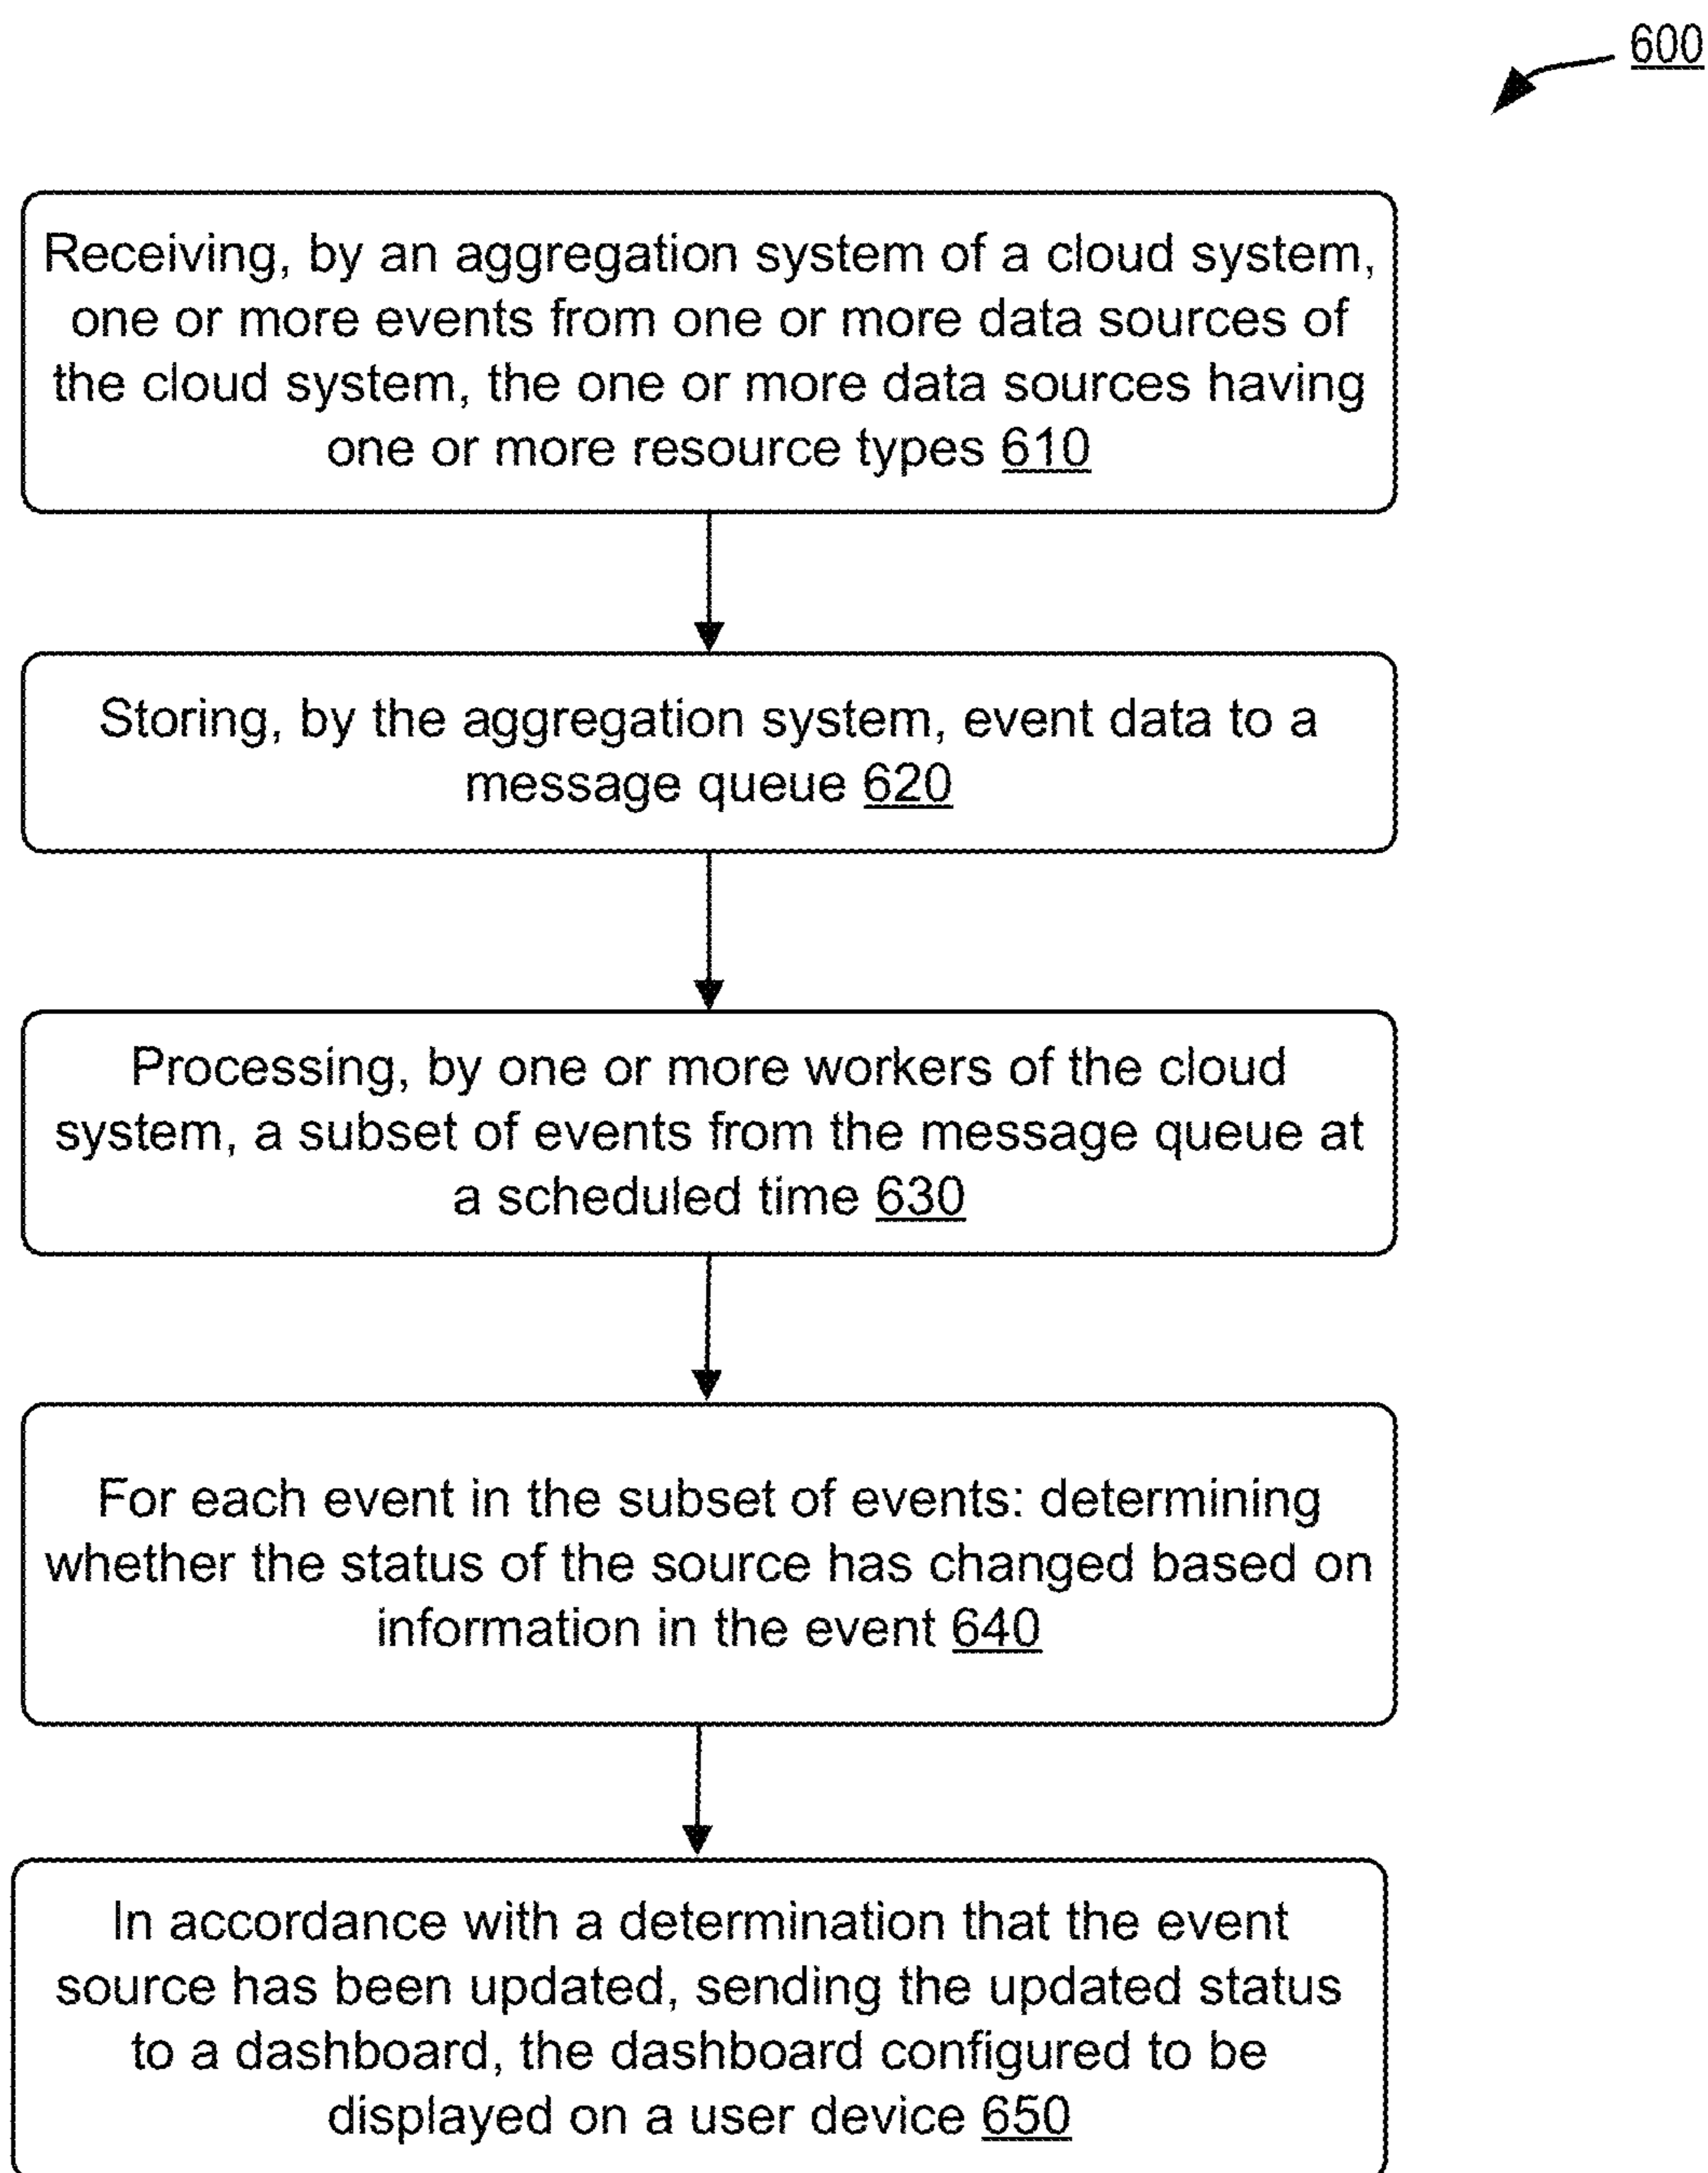 600
Receiving, by an aggregation system of a cloud system,
one or more events from one or more data sources of
the cloud system, the one or more data sources having
one or more resource types 610
Storing, by the aggregation system, event data to a
message queue 620
Processing, by one or more workers of the cloud
system, a subset of events from the message queue at
a scheduled time 630
For each event in the subset of events: determining
whether the status of the source has changed based on
information in the event 640
In accordance with a determination that the event
source has been updated, sending the updated status
to a dashboard, the dashboard configured to be
displayed on a user device 650